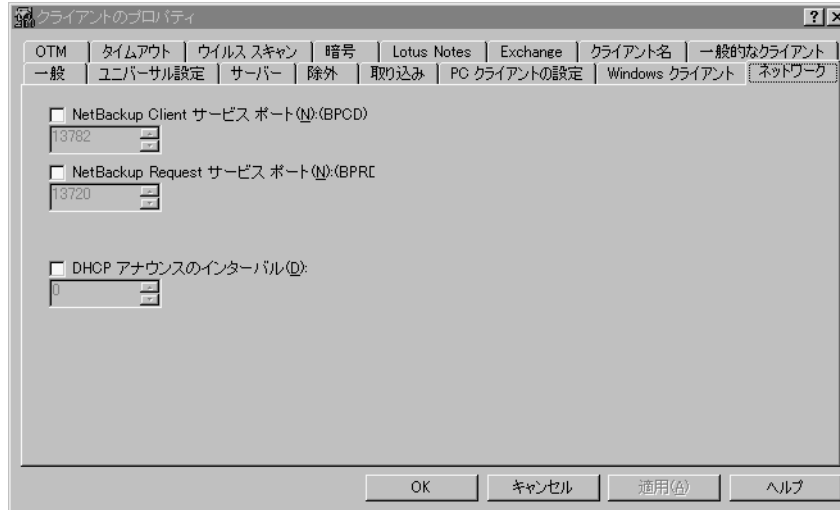 クライアントのプロパティ
OTM タイムアウト ウイルス スキャン 暗号 Lotus Notes Exchange クライアント名 一般的なクライアント
一般 ユニバーサル設定 サーバー 除外 取り込み PC クライアントの設定 Windows クライアント ネットワーク
NetBackup Client サービス ポート(N):(BPCD)
13782
NetBackup Request サービス ポート(N):(BPRD
13720
DHCP アナウンスのインターバル(D):
0
OK キャンセル 適用(A) ヘルプ